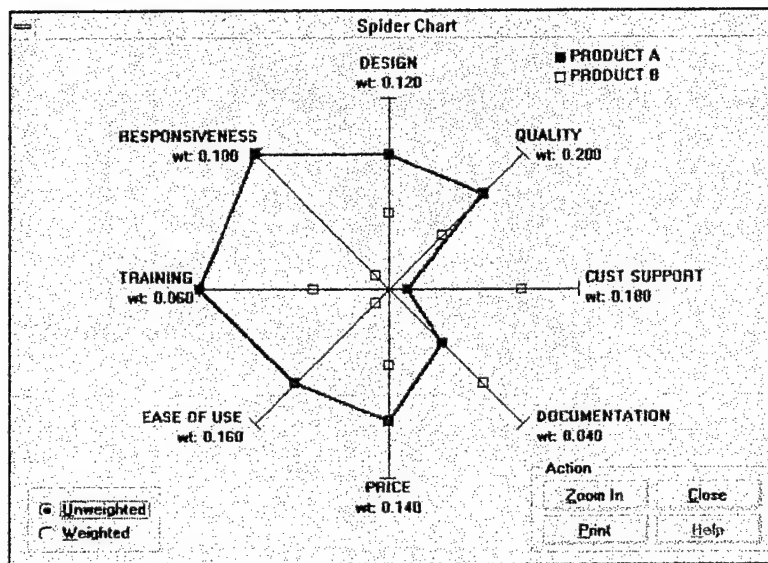 Spider Chart
DESIGN
wt: 0.120
PRODUCT A
PRODUCT B
RESPONSIVENESS
wt: 0.100
QUALITY
wt: 0.200
TRAINING
wt: 0.060
CUST SUPPORT
wt: 0.180
EASE OF USE
wt: 0.160
DOCUMENTATION
wt: 0.040
PRICE
wt: 0.140
Unweighted
Weighted
Action
Zoom In
Close
Print
Help